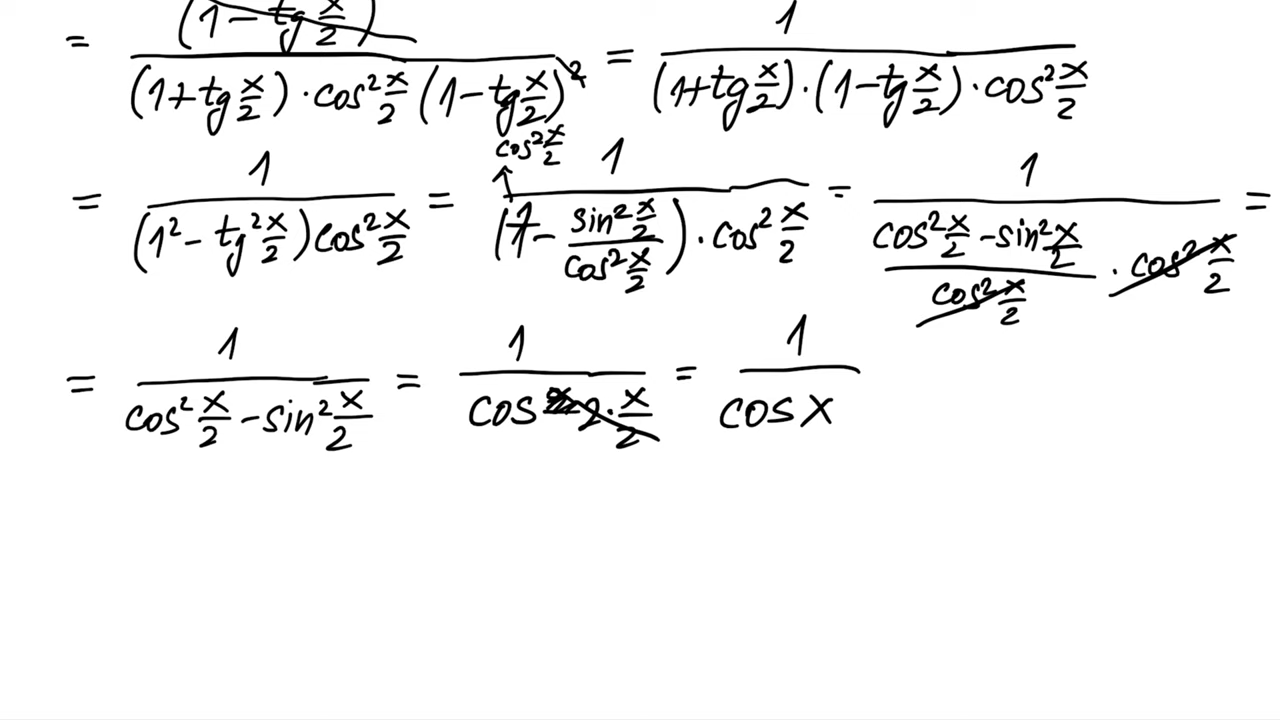 = (1 - tg x/2) / ((1 + tg x/2) · cos² x/2 (1 - tg x/2)²) = 1 / ((1 + tg x/2) · (1 - tg x/2) · cos² x/2)
= 1 / ((1² - tg² x/2) cos² x/2) = 1 / ((1 - sin² x/2 / cos² x/2) · cos² x/2) = 1 / ((cos² x/2 - sin² x/2) / cos² x/2 · cos² x/2) =
cos² x/2
= 1 / (cos² x/2 - sin² x/2) = 1 / (cos 2 · x/2) = 1 / cos x